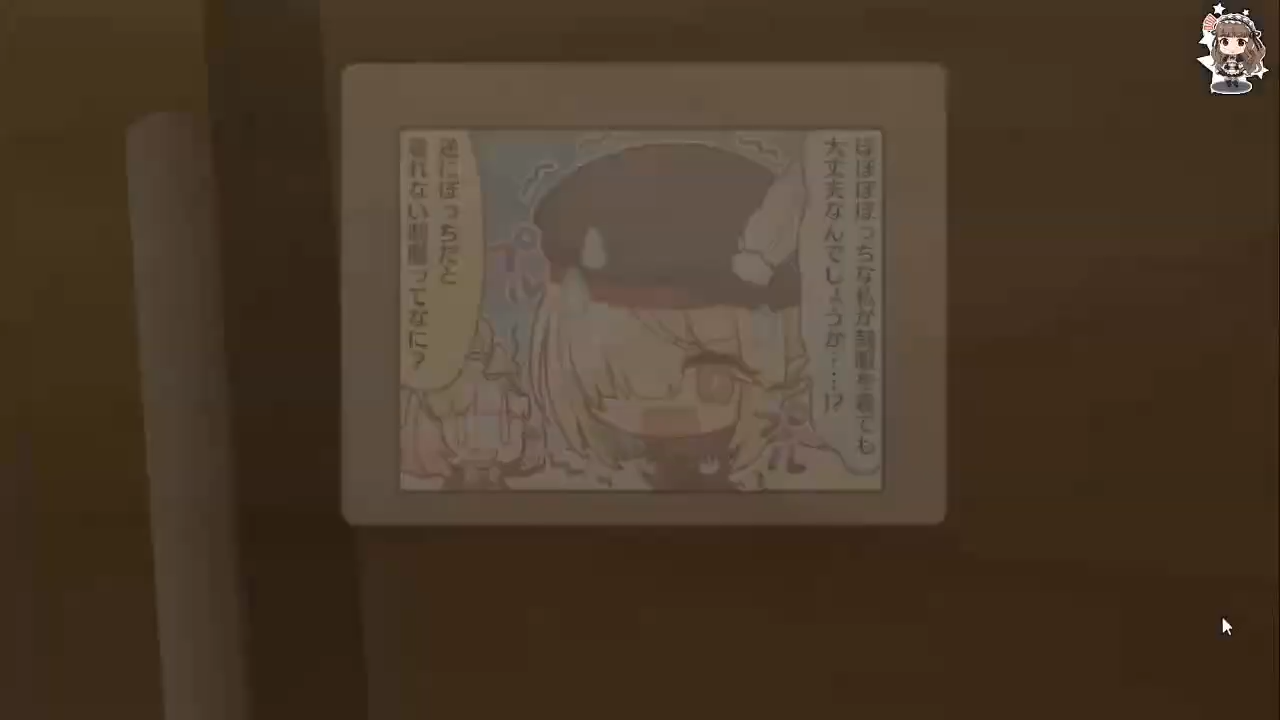 ぼぼぼぼっちな私が制服を着ても
大丈夫なんでしょうか……!?
逆にぼっちだと
着れない制服ってなに？